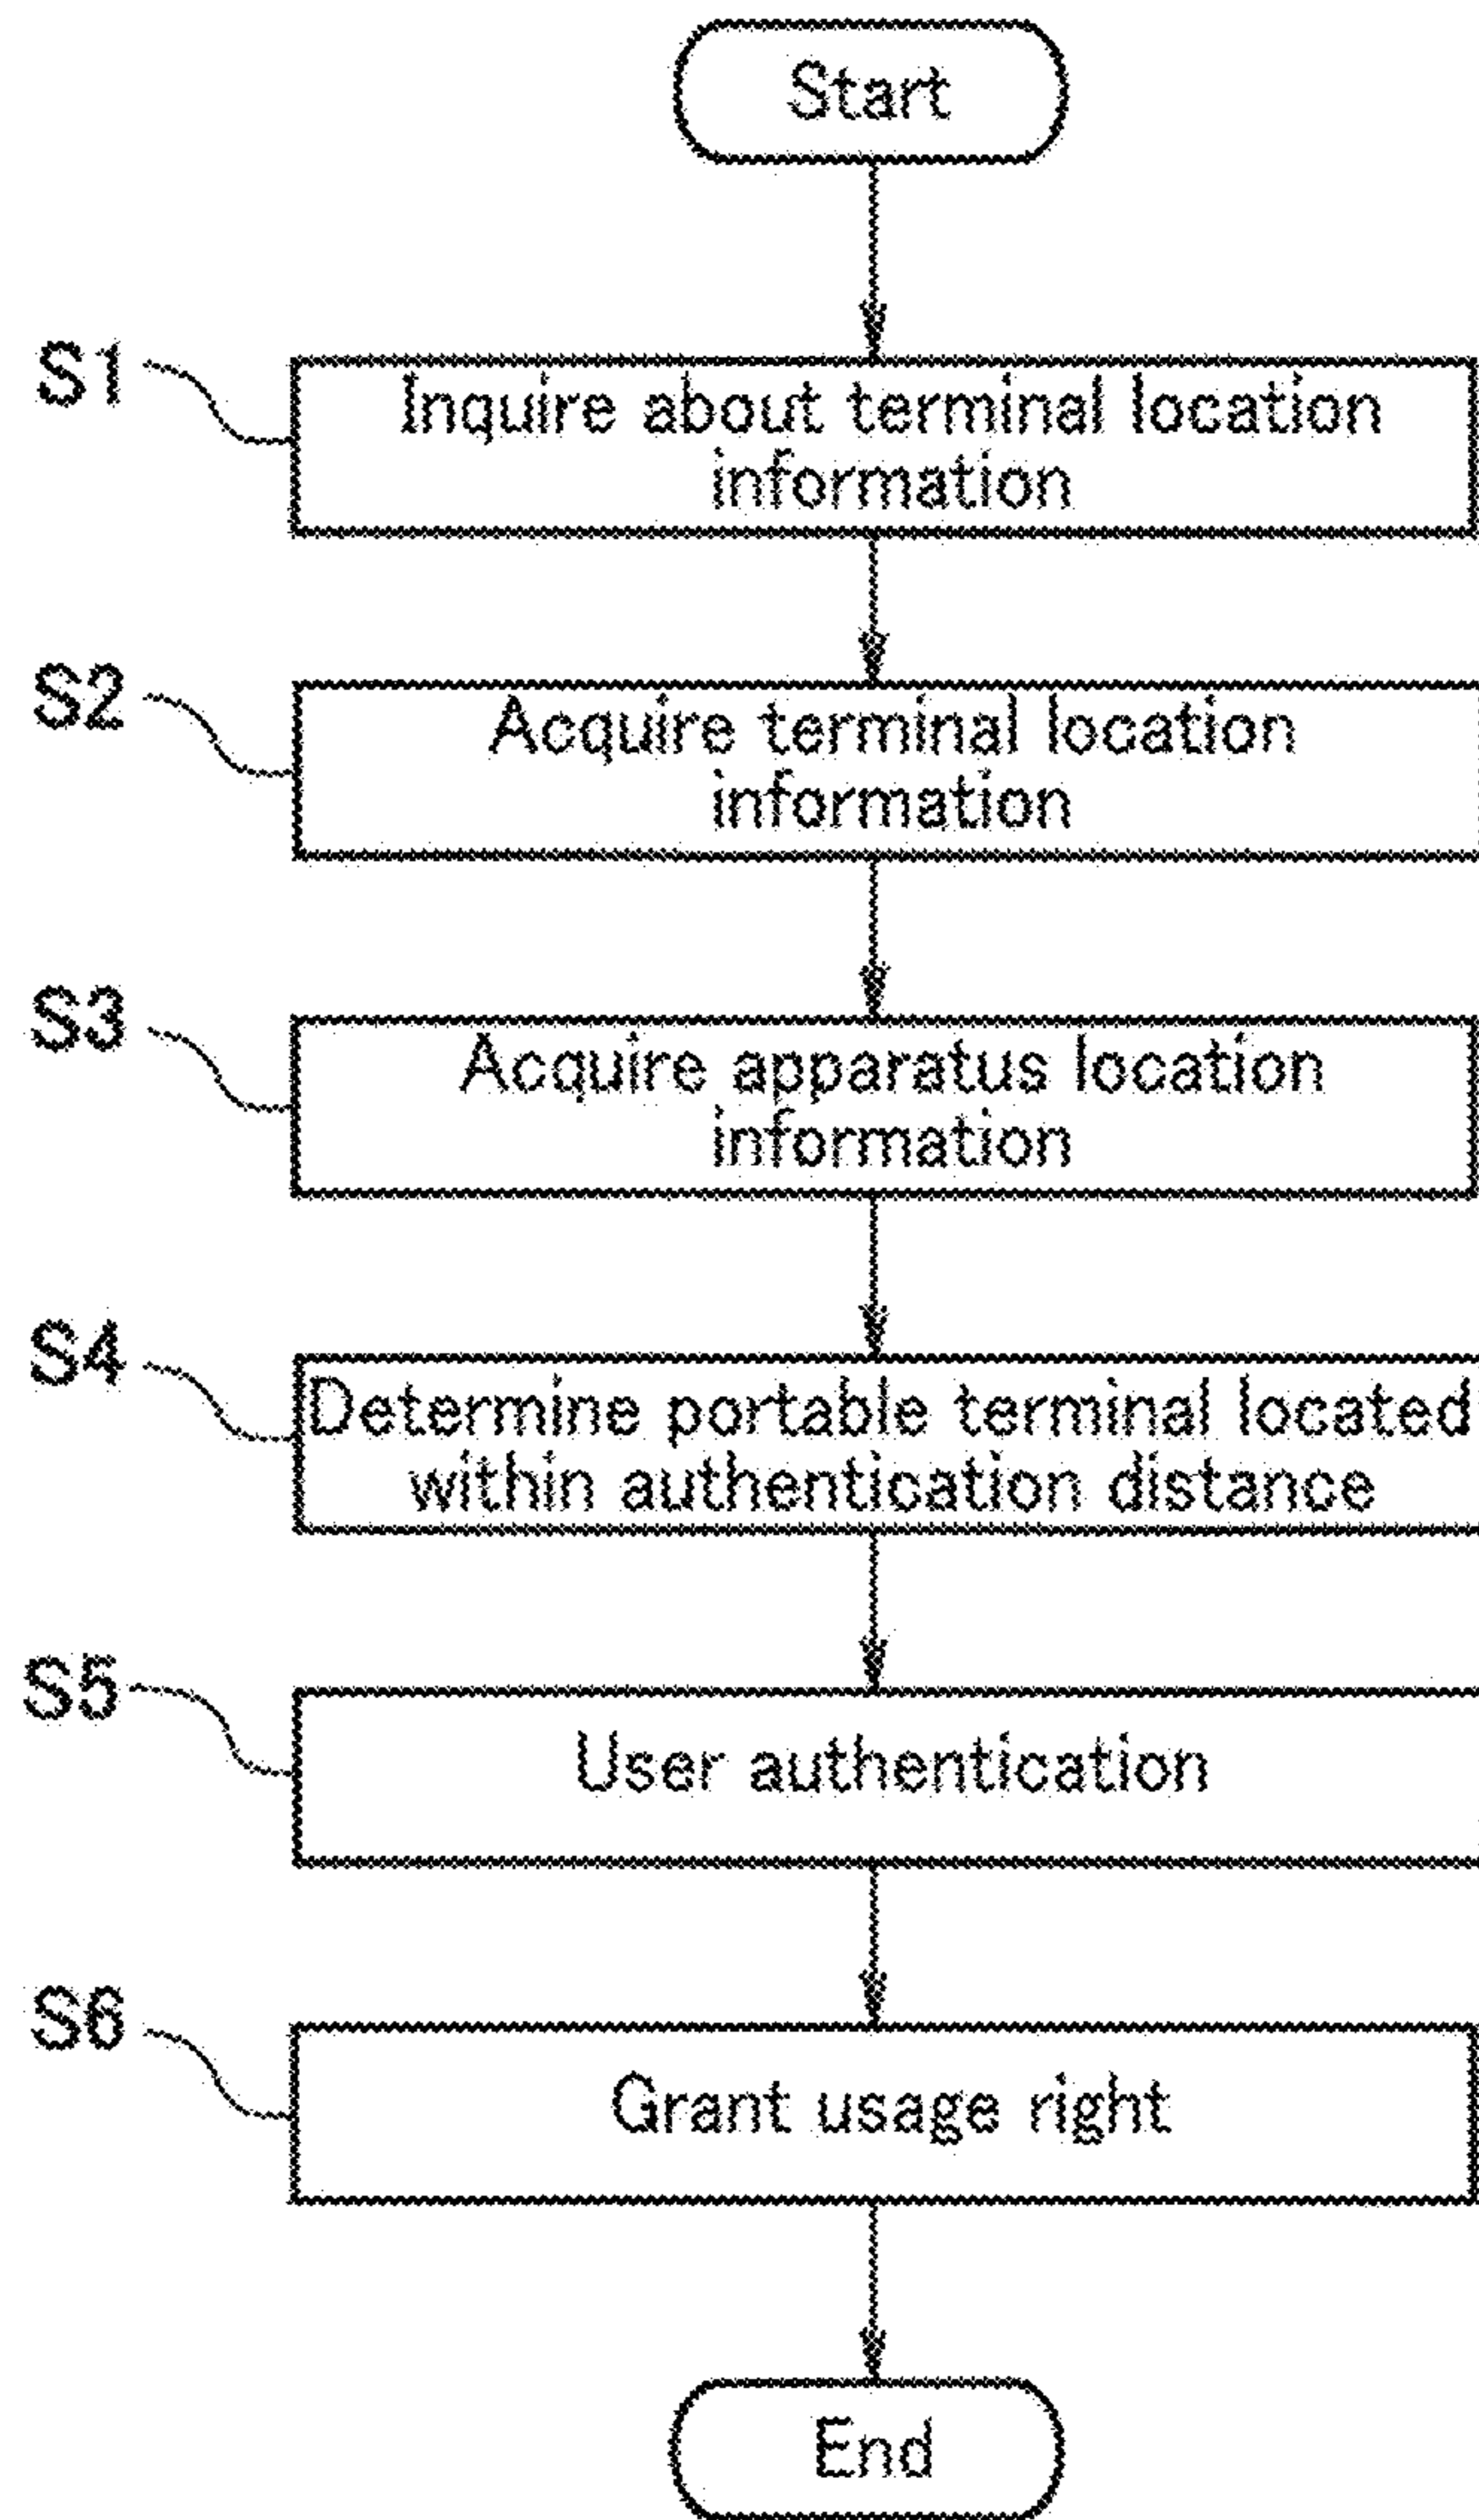 Start
S1
Inquire about terminal location
information
S2
Acquire terminal location
information
S3
Acquire apparatus location
information
S4
Determine portable terminal located
within authentication distance
S5
User authentication
S6
Grant usage right
End